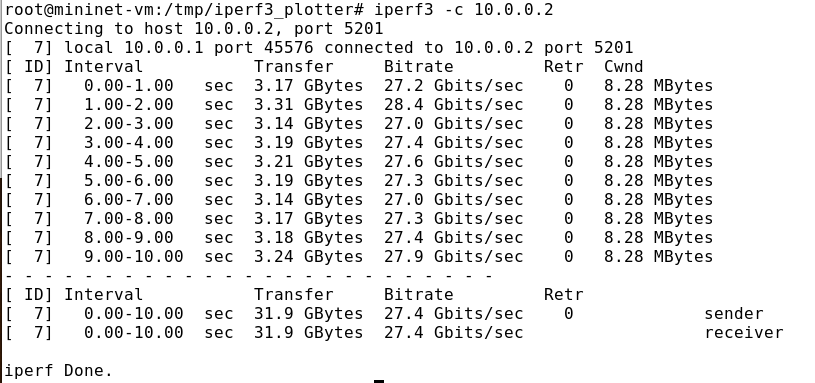 root@mininet-vm:/tmp/iperf3_plotter# iperf3 -c 10.0.0.2
Connecting to host 10.0.0.2, port 5201
[  7] local 10.0.0.1 port 45576 connected to 10.0.0.2 port 5201
[ ID] Interval           Transfer     Bitrate         Retr  Cwnd
[  7]   0.00-1.00   sec  3.17 GBytes  27.2 Gbits/sec    0   8.28 MBytes
[  7]   1.00-2.00   sec  3.31 GBytes  28.4 Gbits/sec    0   8.28 MBytes
[  7]   2.00-3.00   sec  3.14 GBytes  27.0 Gbits/sec    0   8.28 MBytes
[  7]   3.00-4.00   sec  3.19 GBytes  27.4 Gbits/sec    0   8.28 MBytes
[  7]   4.00-5.00   sec  3.21 GBytes  27.6 Gbits/sec    0   8.28 MBytes
[  7]   5.00-6.00   sec  3.19 GBytes  27.3 Gbits/sec    0   8.28 MBytes
[  7]   6.00-7.00   sec  3.14 GBytes  27.0 Gbits/sec    0   8.28 MBytes
[  7]   7.00-8.00   sec  3.17 GBytes  27.3 Gbits/sec    0   8.28 MBytes
[  7]   8.00-9.00   sec  3.18 GBytes  27.4 Gbits/sec    0   8.28 MBytes
[  7]   9.00-10.00  sec  3.24 GBytes  27.9 Gbits/sec    0   8.28 MBytes
- - - - - - - - - - - - - - - - - - - - - - - - -
[ ID] Interval           Transfer     Bitrate         Retr
[  7]   0.00-10.00  sec  31.9 GBytes  27.4 Gbits/sec    0             sender
[  7]   0.00-10.00  sec  31.9 GBytes  27.4 Gbits/sec                  receiver

iperf Done.